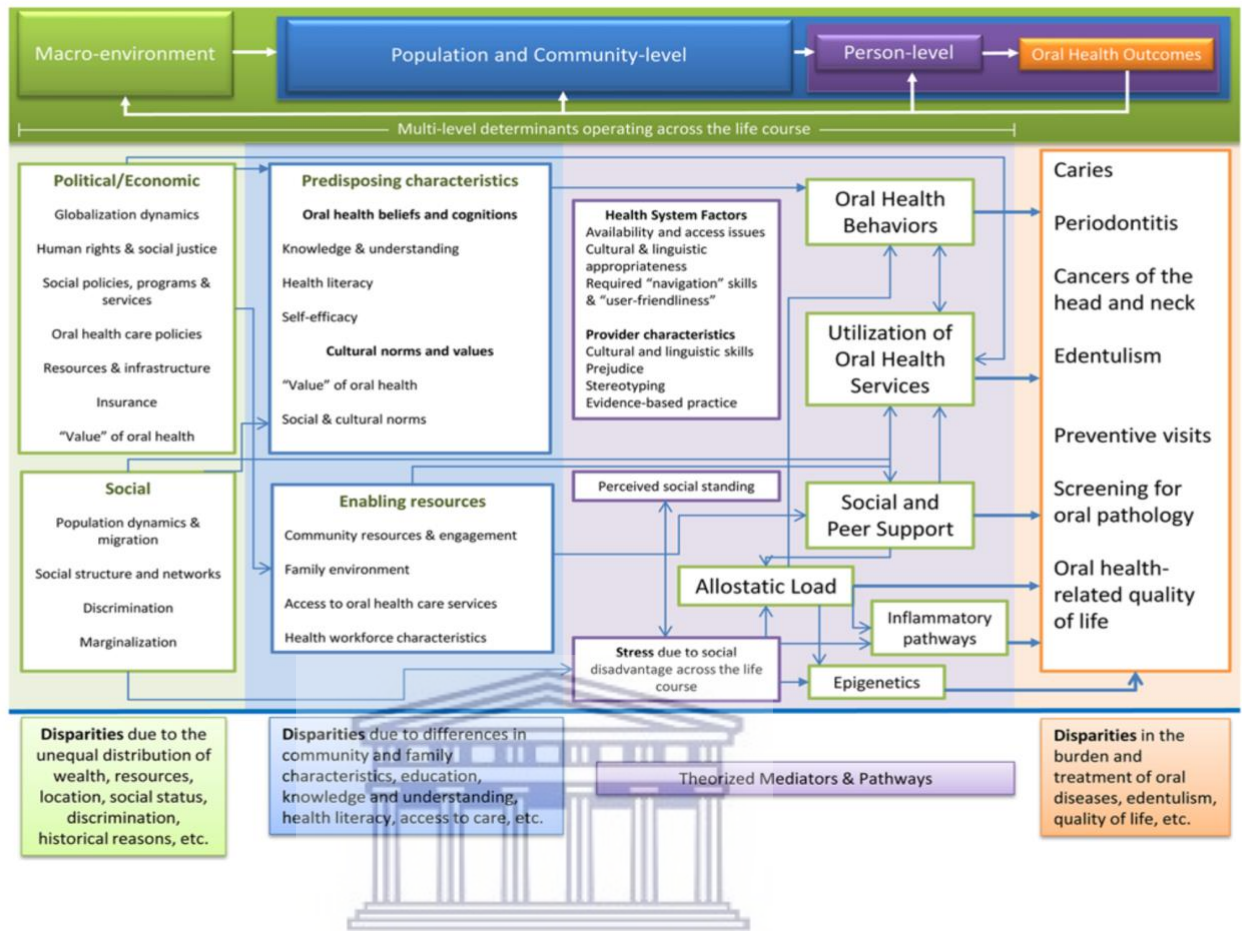 Macro-environment
Population and Community-level
Person-level
Oral Health Outcomes
Multi-level determinants operating across the life course
Political/Economic
Globalization dynamics
Human rights & social justice
Social policies, programs &
services
Oral health care policies
Resources & infrastructure
Insurance
“Value” of oral health
Social
Population dynamics &
migration
Social structure and networks
Discrimination
Marginalization
Predisposing characteristics
Oral health beliefs and cognitions
Knowledge & understanding
Health literacy
Self-efficacy
Cultural norms and values
“Value” of oral health
Social & cultural norms
Enabling resources
Community resources & engagement
Family environment
Access to oral health care services
Health workforce characteristics
Health System Factors
Availability and access issues
Cultural & linguistic
appropriateness
Required “navigation” skills
& “user-friendliness”
Provider characteristics
Cultural and linguistic skills
Prejudice
Stereotyping
Evidence-based practice
Perceived social standing
Stress due to social
disadvantage across the life
course
Oral Health
Behaviors
Utilization of
Oral Health
Services
Social and
Peer Support
Allostatic Load
Inflammatory
pathways
Epigenetics
Caries
Periodontitis
Cancers of the
head and neck
Edentulism
Preventive visits
Screening for
oral pathology
Oral health-
related quality
of life
Disparities due to the
unequal distribution of
wealth, resources,
location, social status,
discrimination,
historical reasons, etc.
Disparities due to differences in
community and family
characteristics, education,
knowledge and understanding,
health literacy, access to care, etc.
Theorized Mediators & Pathways
Disparities in the
burden and
treatment of oral
diseases, edentulism,
quality of life, etc.